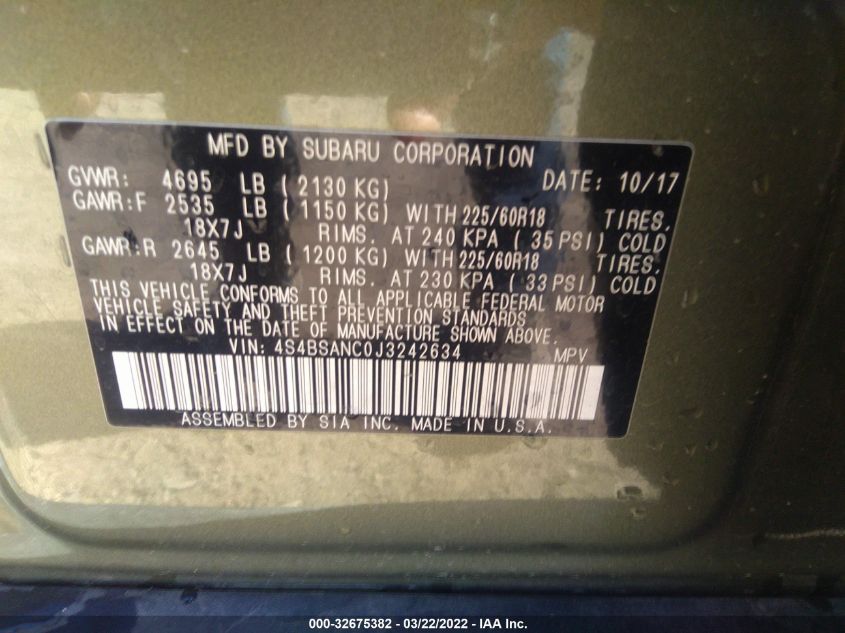 MFD BY SUBARU CORPORATION
GVWR: 4695 LB ( 2130 KG) DATE: 10/17
GAWR:F 2535 LB ( 1150 KG) WITH 225/60R18 TIRES.
18X7J RIMS. AT 240 KPA ( 35 PSI) COLD
GAWR:R 2645 LB ( 1200 KG) WITH 225/60R18 TIRES.
18X7J RIMS. AT 230 KPA ( 33 PSI) COLD
THIS VEHICLE CONFORMS TO ALL APPLICABLE FEDERAL MOTOR
VEHICLE SAFETY AND THEFT PREVENTION STANDARDS
IN EFFECT ON THE DATE OF MANUFACTURE SHOWN ABOVE.
VIN: 4S4BSANC0J3242634 MPV
ASSEMBLED BY SIA INC. MADE IN U.S.A.
000-32675382 / 03/22/2022 - IAA Inc.